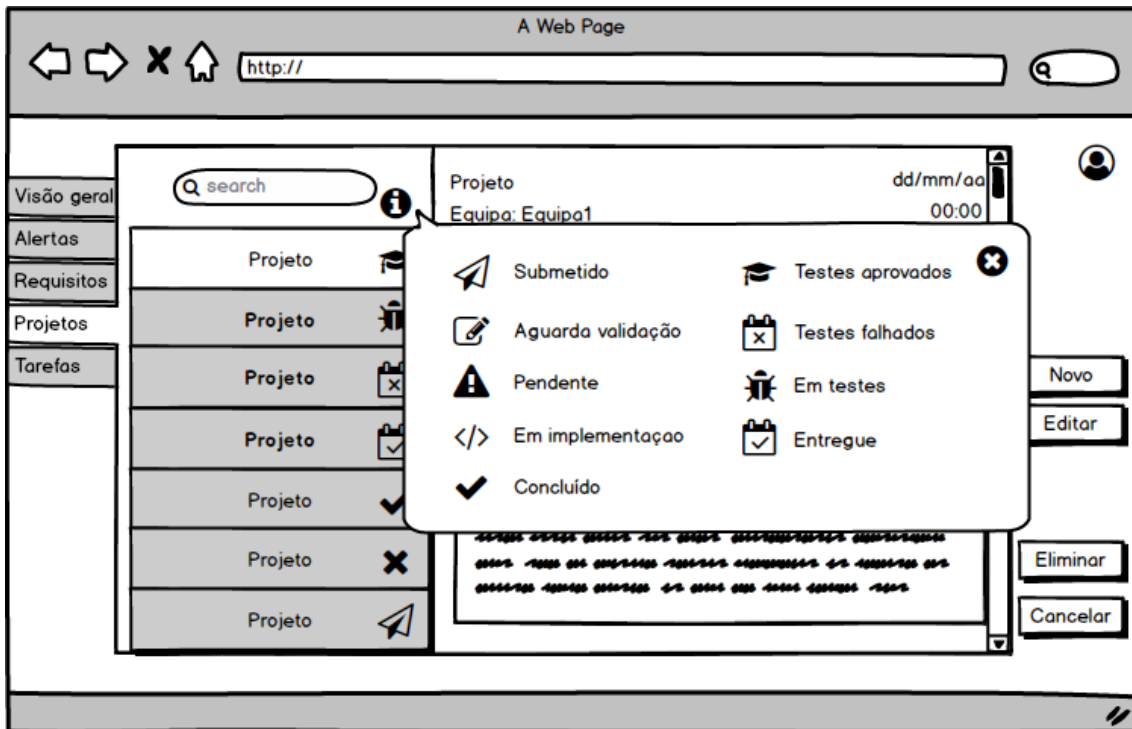 A Web Page
http://
search
Visão geral
Alertas
Requisitos
Projetos
Tarefas
Projeto
Projeto
Projeto
Projeto
Projeto
Projeto
Projeto
Projeto
dd/mm/aa
Equipa: Equipa1
00:00
Submetido
Testes aprovados
Aguarda validação
Testes falhados
Pendente
Em testes
Em implementaçao
Entregue
Concluído
Novo
Editar
Eliminar
Cancelar